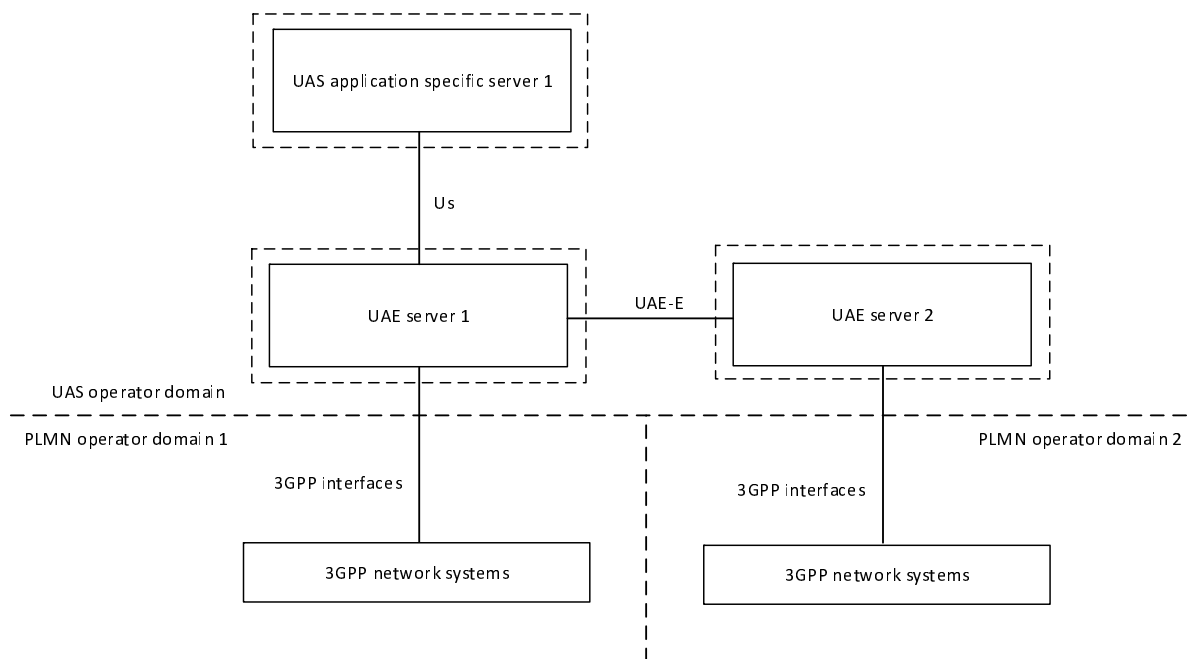 UAS application specific server 1
Us
UAE server 1
UAE-E
UAE server 2
UAS operator domain
PLMN operator domain 1
PLMN operator domain 2
3GPP interfaces
3GPP interfaces
3GPP network systems
3GPP network systems